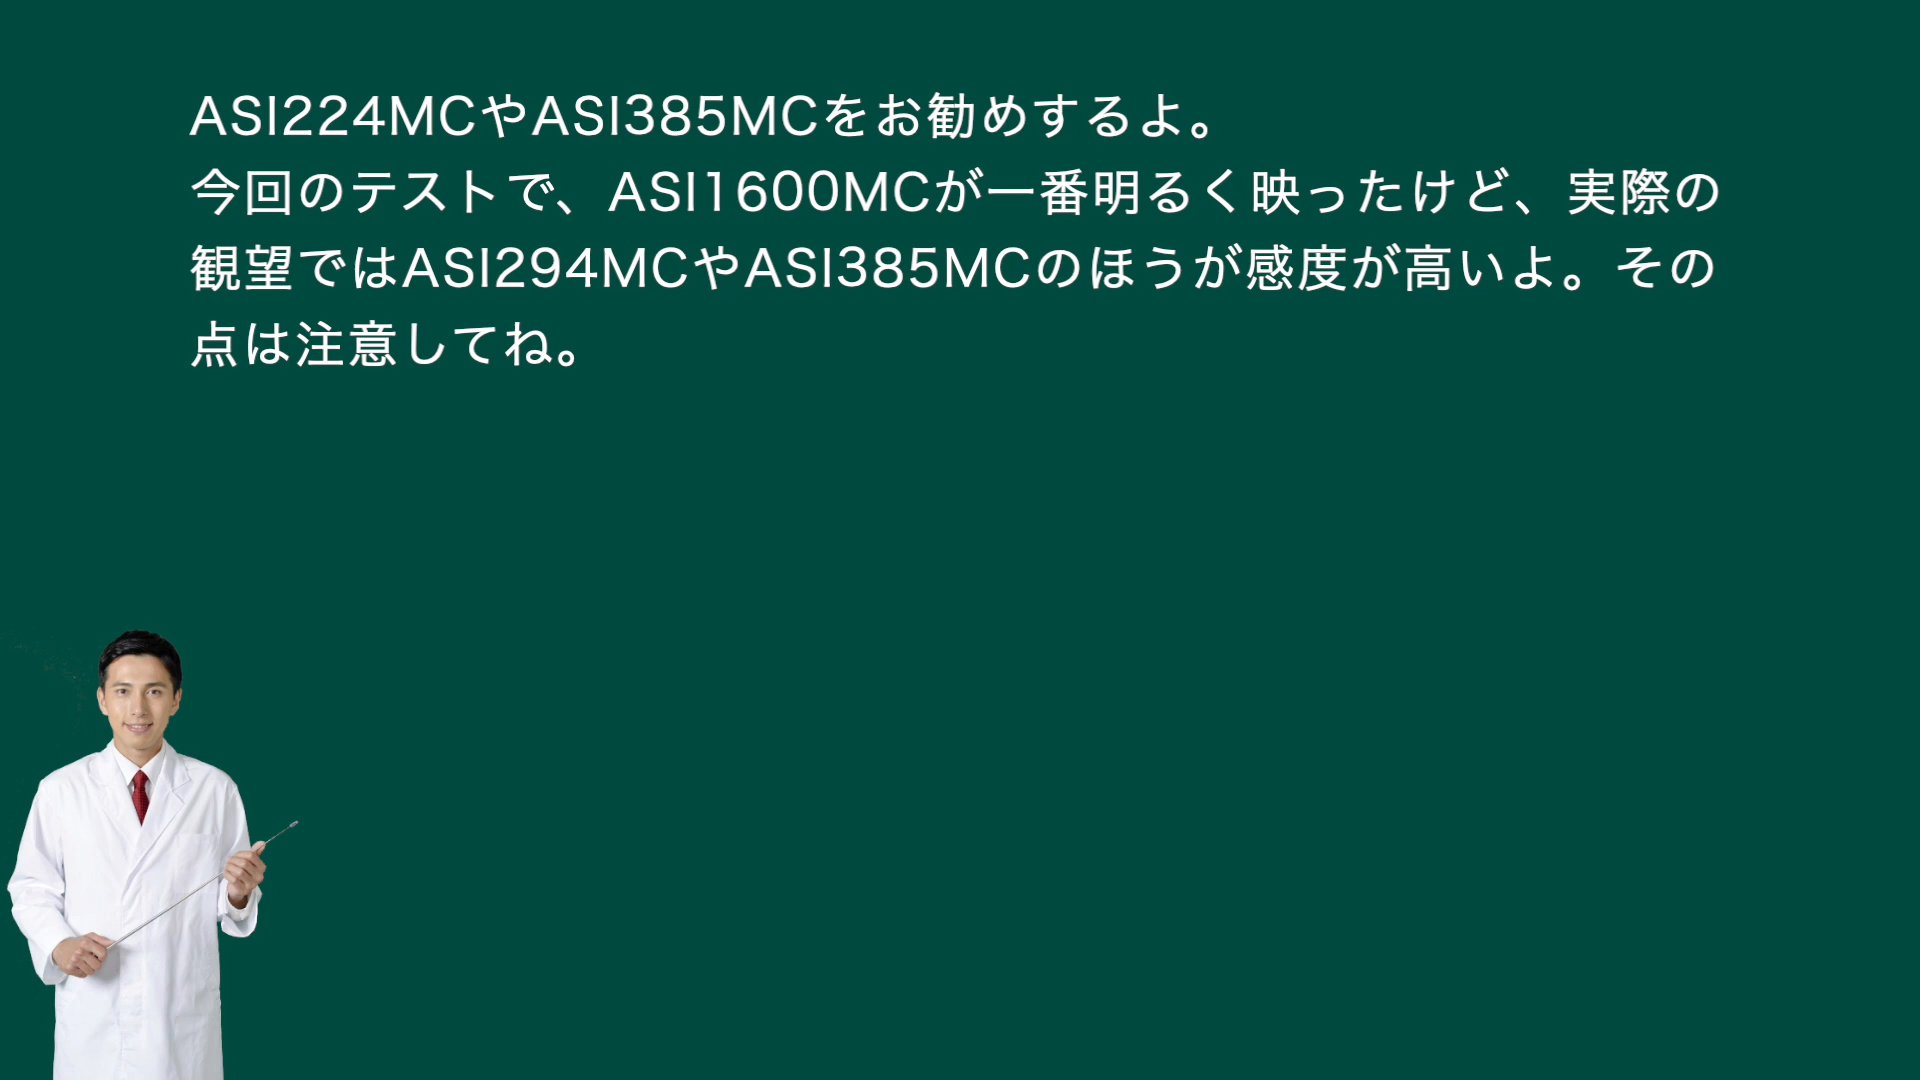 ASI224MCやASI385MCをお勧めするよ。
今回のテストで、ASI1600MCが一番明るく映ったけど、実際の
観望ではASI294MCやASI385MCのほうが感度が高いよ。その
点は注意してね。